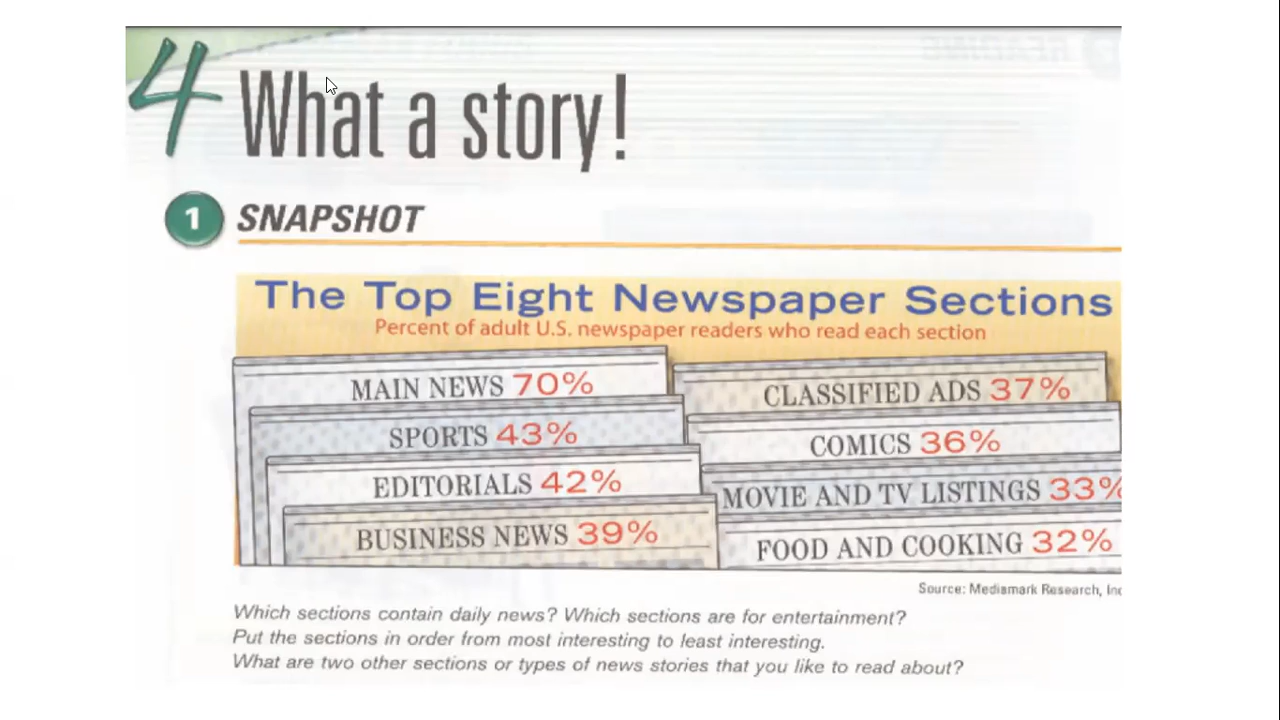 4 What a story!
1 SNAPSHOT
The Top Eight Newspaper Sections
Percent of adult U.S. newspaper readers who read each section
MAIN NEWS 70%
SPORTS 43%
EDITORIALS 42%
BUSINESS NEWS 39%
CLASSIFIED ADS 37%
COMICS 36%
MOVIE AND TV LISTINGS 33%
FOOD AND COOKING 32%
Source: Mediamark Research, Inc
Which sections contain daily news? Which sections are for entertainment?
Put the sections in order from most interesting to least interesting.
What are two other sections or types of news stories that you like to read about?